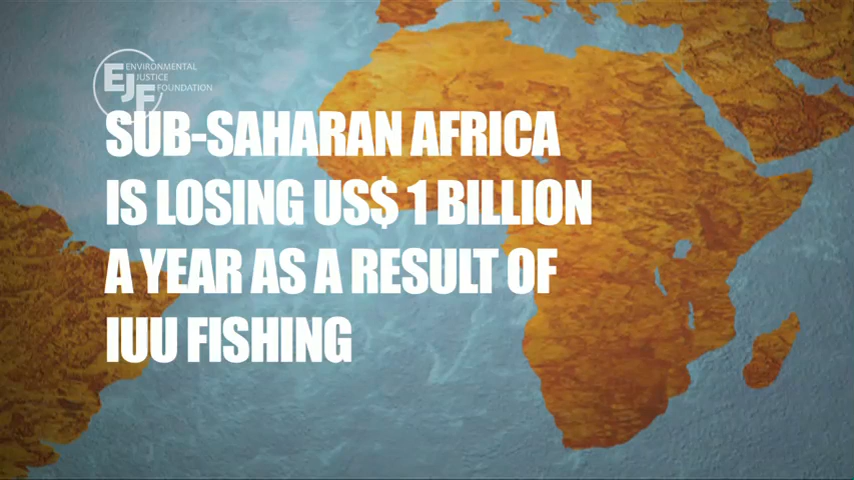 EJF
ENVIRONMENTAL
JUSTICE
FOUNDATION
SUB-SAHARAN AFRICA
IS LOSING US$ 1 BILLION
A YEAR AS A RESULT OF
IUU FISHING